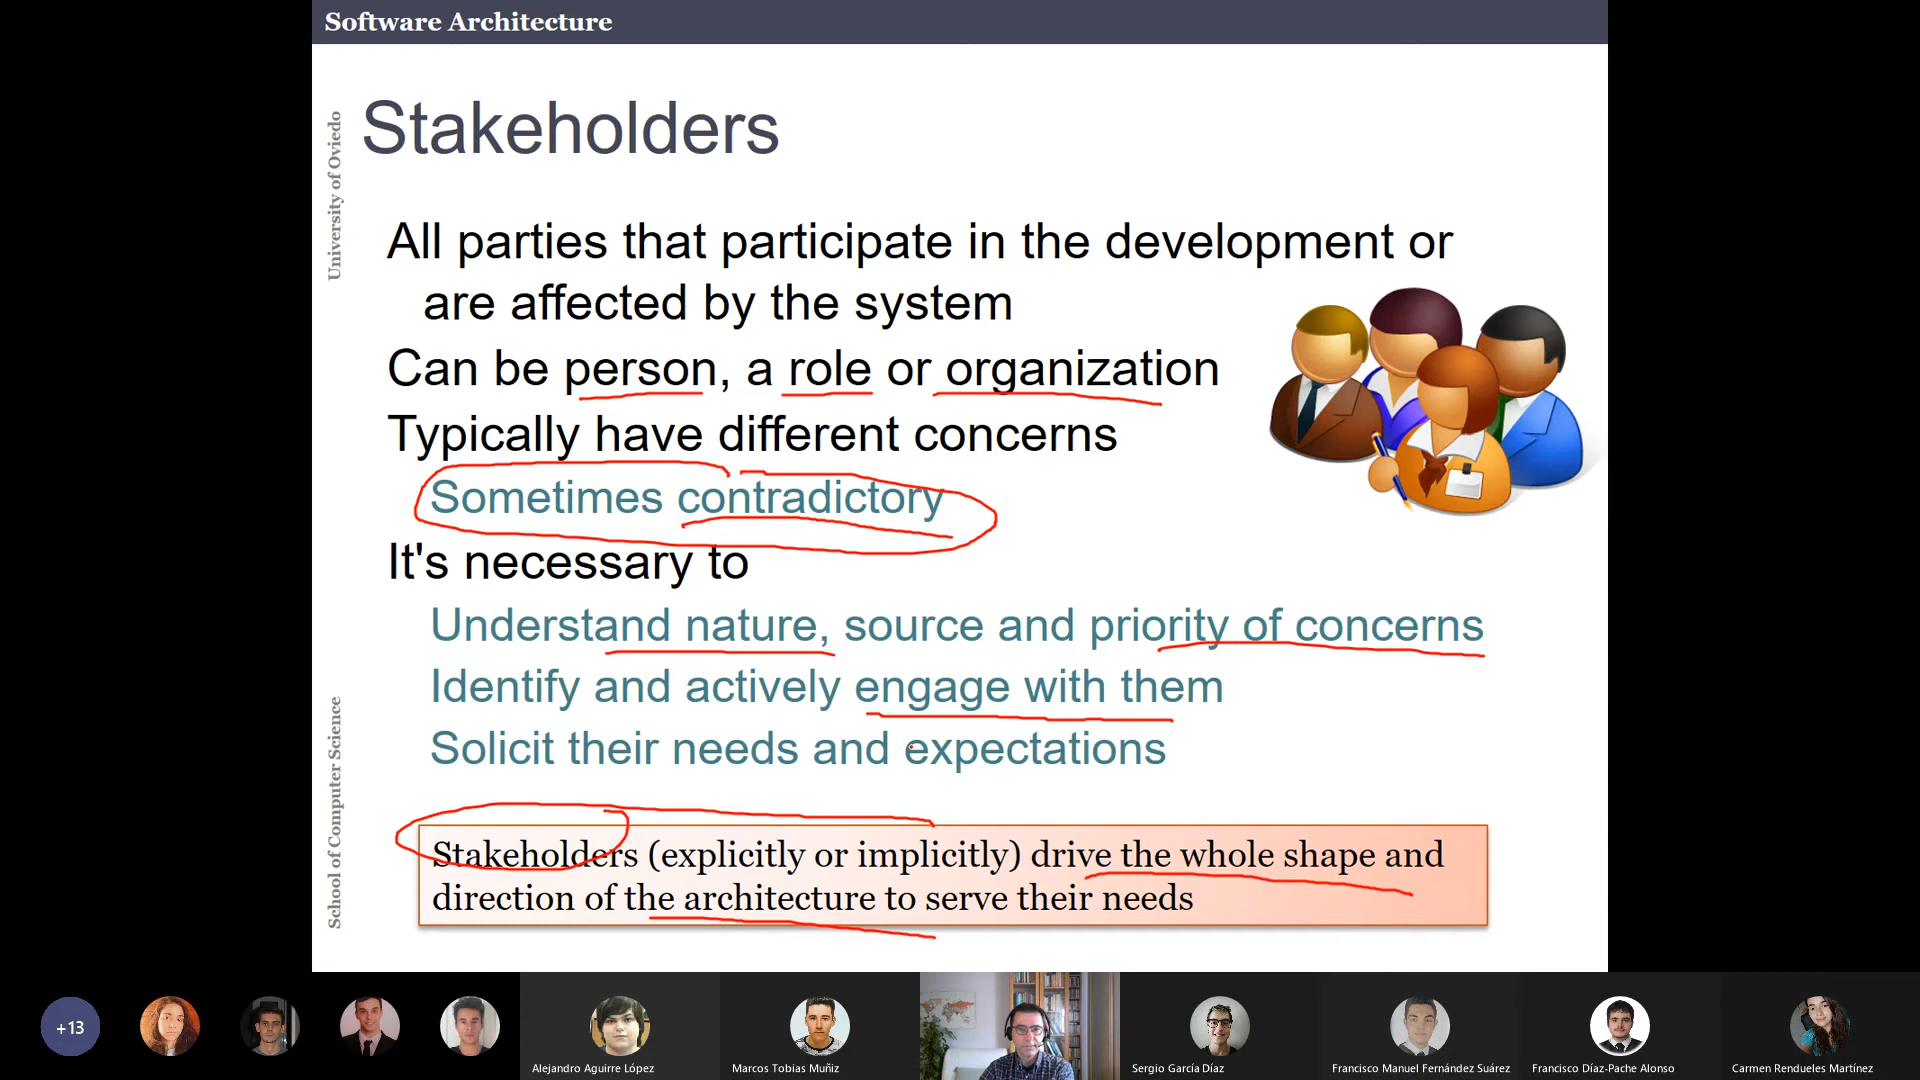 Software Architecture
University of Oviedo
School of Computer Science
Stakeholders
All parties that participate in the development or
are affected by the system
Can be person, a role or organization
Typically have different concerns
Sometimes contradictory
It's necessary to
Understand nature, source and priority of concerns
Identify and actively engage with them
Solicit their needs and expectations
Stakeholders (explicitly or implicitly) drive the whole shape and
direction of the architecture to serve their needs
+13
Alejandro Aguirre López
Marcos Tobias Muñiz
Sergio García Díaz
Francisco Manuel Fernández Suárez
Francisco Díaz-Pache Alonso
Carmen Rendueles Martínez